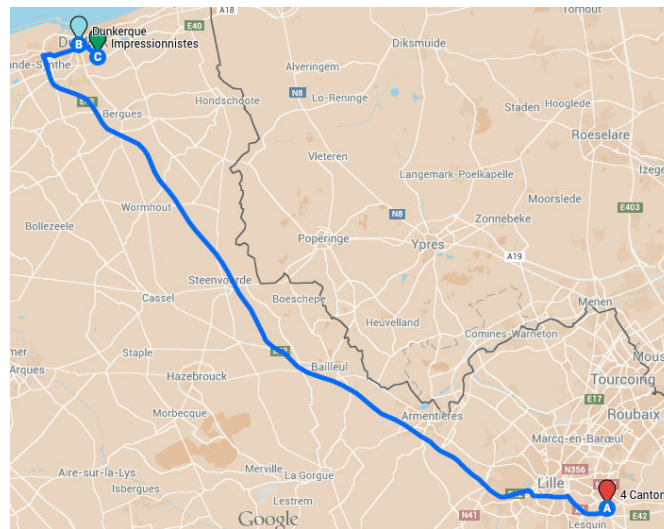 A18
E40
Tornhout
Dunkerque
B
Impressionnistes
C
Diksmuide
ande-Synthe
Alveringem
N8
Lo-Reninge
Hondschoote
Staden
Hooglede
Bergues
Roeselare
Izege
Vleteren
Langemark-Poelkapelle
Moorslede
E403
Wormhout
N8
Zonnebeke
Bollezeele
Poperinge
Ypres
A19
Steenvoorde
Cassel
Boeschepe
Menen
Heuvelland
Comines-Warneton
mer
Arques
Staple
Bailleul
Mous
Tourcoing
Hazebrouck
E17
Roubaix
Armentières
Morbecque
Marcq-en-Barœul
Merville
N356
Aire-sur-la-Lys
La Gorgue
Lille
4 Canton
Isbergues
A
Lestrem
Google
N41
Lesquin
E42